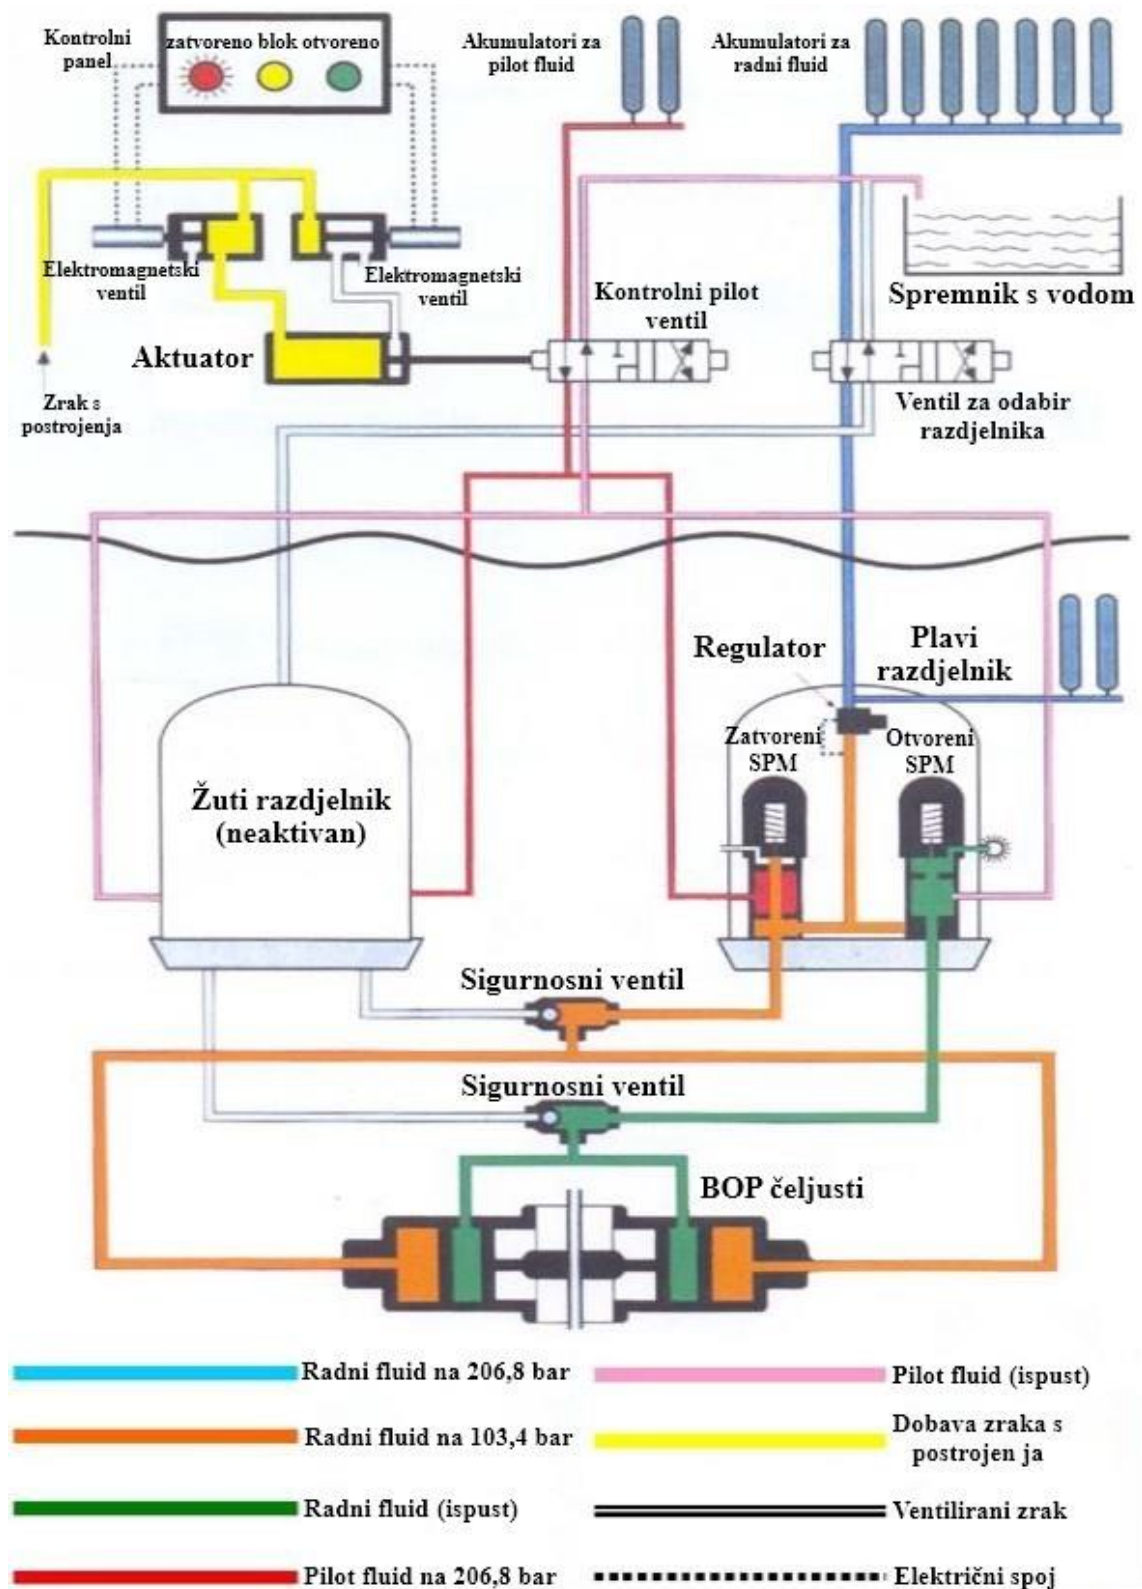 Kontrolni
panel
zatvoreno blok otvoreno
Akumulatori za
pilot fluid
Akumulatori za
radni fluid
Elektromagnetski
ventil
Elektromagnetski
ventil
Kontrolni pilot
ventil
Spremnik s vodom
Aktuator
Zrak s
postrojenja
Ventil za odabir
razdjelnika
Regulator
Plavi
razdjelnik
Zatvoreni
SPM
Otvoreni
SPM
Žuti razdjelnik
(neaktivan)
Sigurnosni ventil
Sigurnosni ventil
BOP čeljusti
Radni fluid na 206,8 bar
Radni fluid na 103,4 bar
Radni fluid (ispust)
Pilot fluid na 206,8 bar
Pilot fluid (ispust)
Dobava zraka s
postrojen ja
Ventilirani zrak
Električni spoj